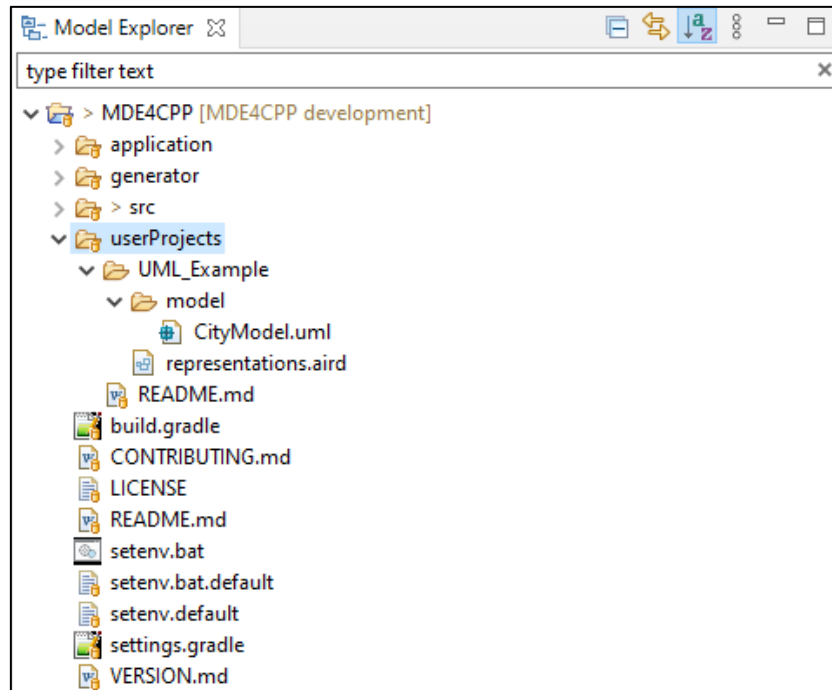 Model Explorer
type filter text
> MDE4CPP [MDE4CPP development]
application
generator
> src
userProjects
UML_Example
model
CityModel.uml
representations.aird
README.md
build.gradle
CONTRIBUTING.md
LICENSE
README.md
setenv.bat
setenv.bat.default
setenv.default
settings.gradle
VERSION.md